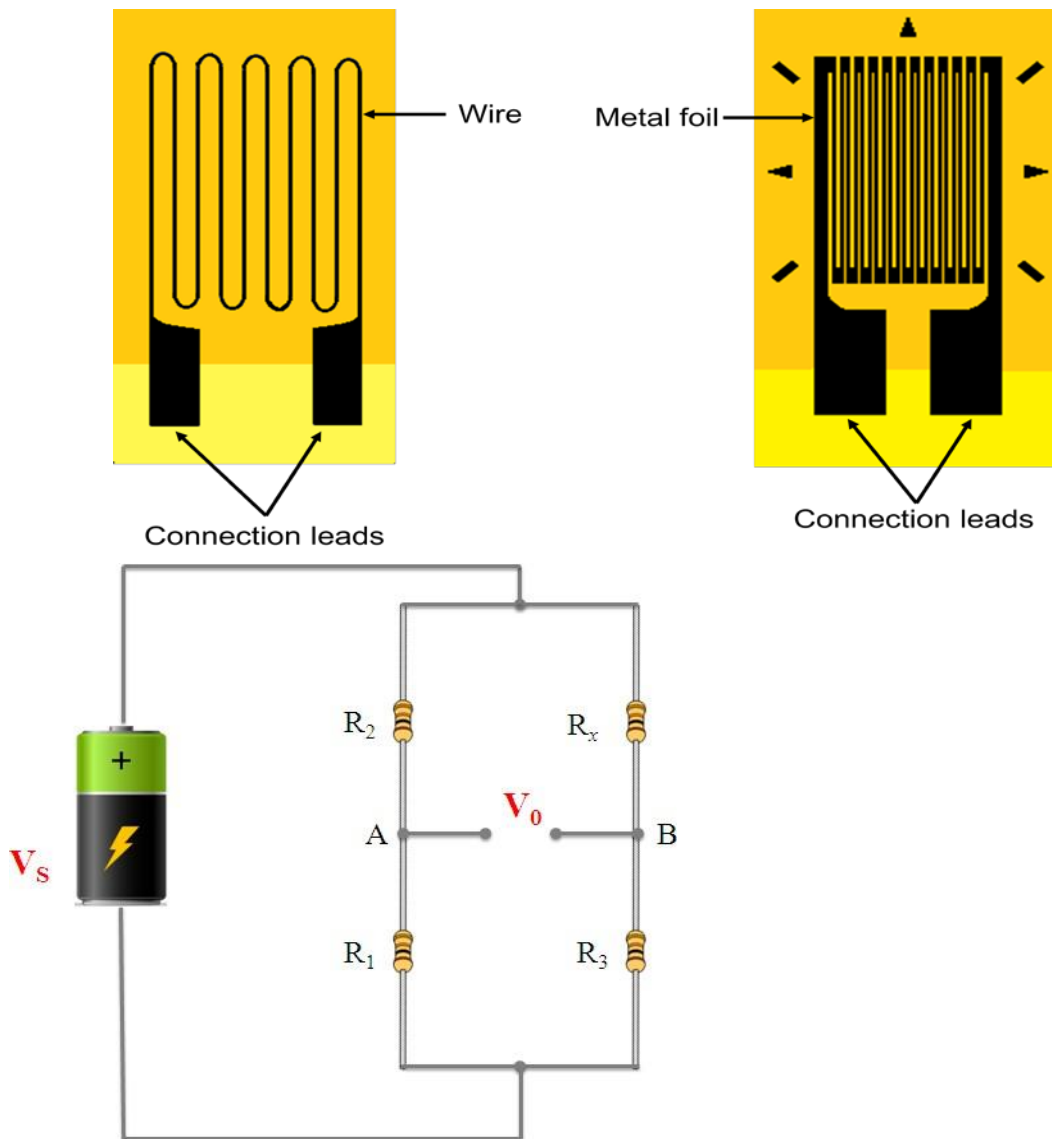 Wire
Metal foil
Connection leads
Connection leads
R2
Rx
+
A
V0
B
VS
R1
R3